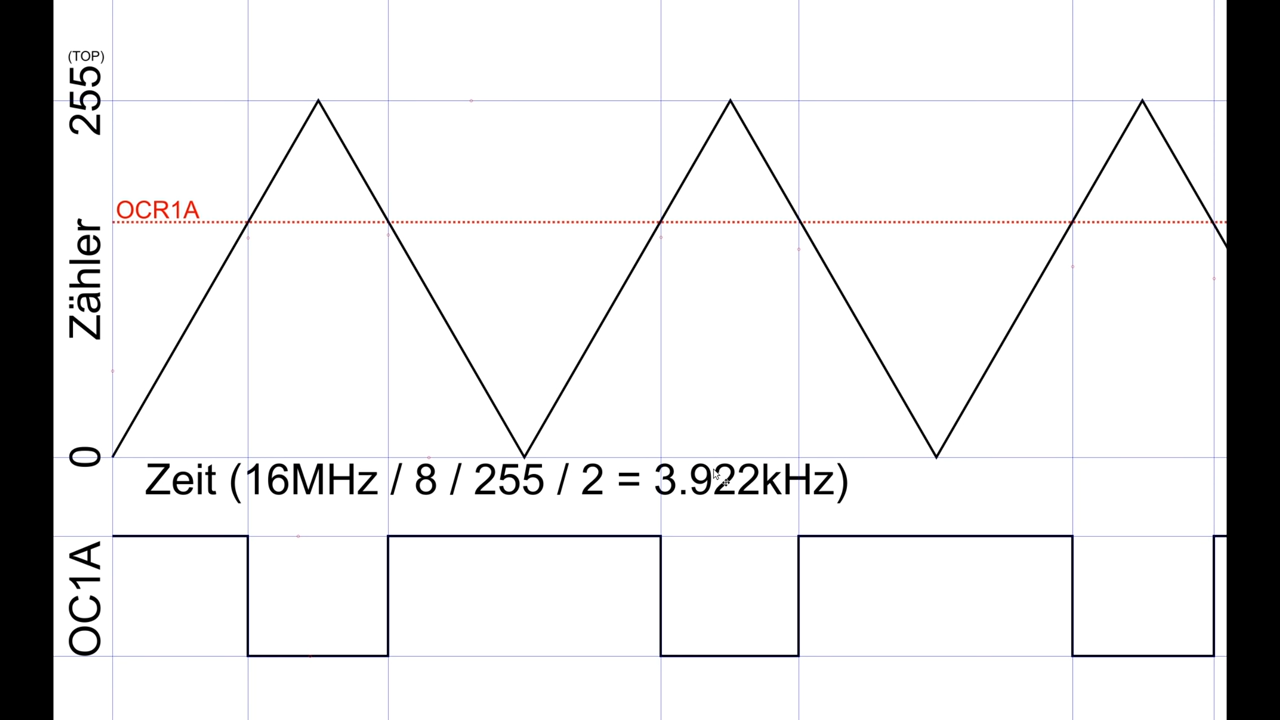 (TOP)
255
OCR1A
Zähler
0
Zeit (16MHz / 8 / 255 / 2 = 3.922kHz)
OC1A